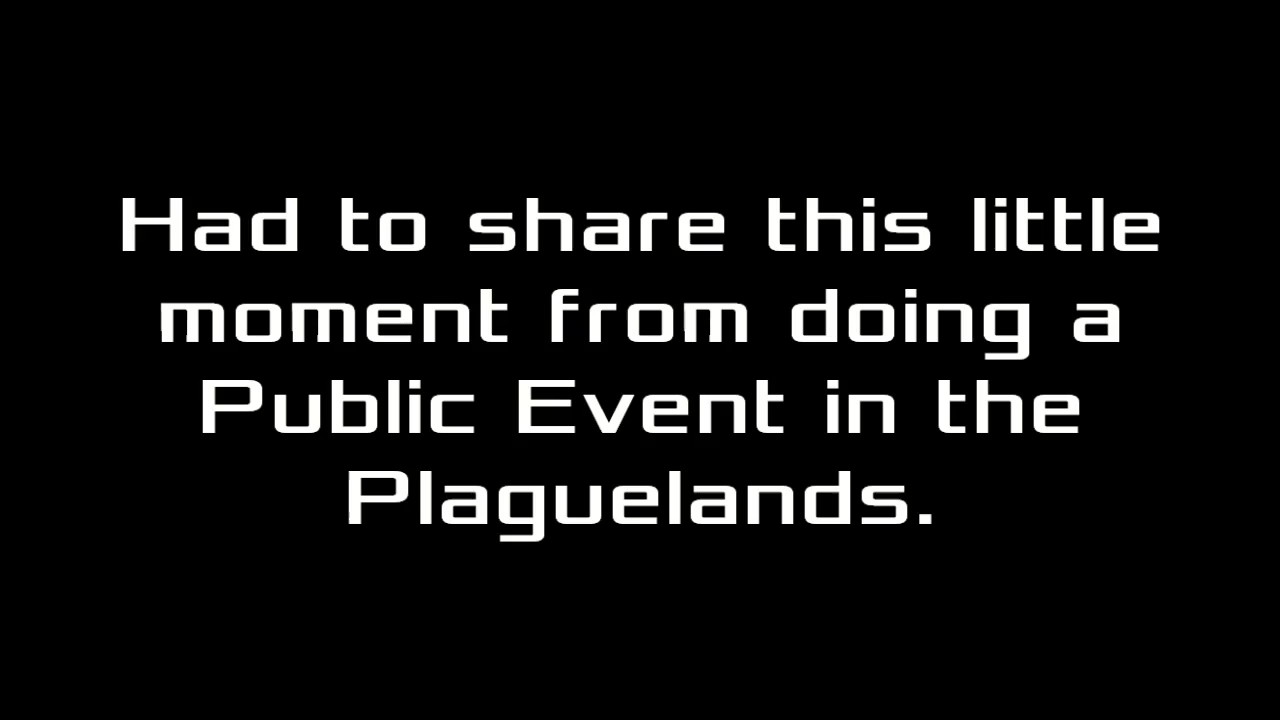 Had to share this little
moment from doing a
Public Event in the
Plaguelands.